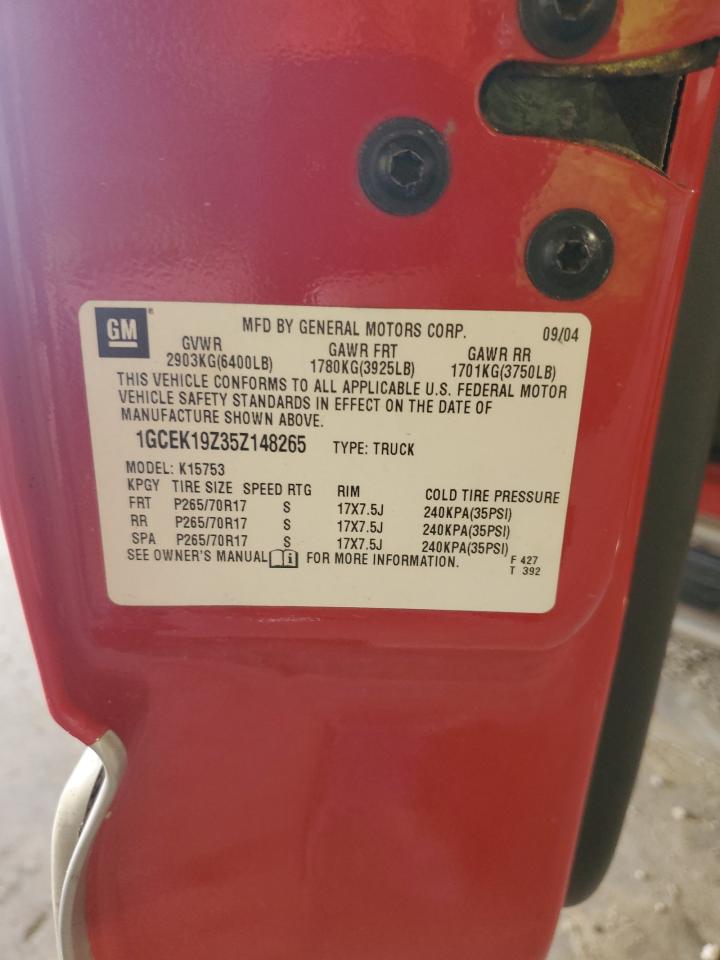 GM ® MFD BY GENERAL MOTORS CORP. 09/04
GVWR GAWR FRT GAWR RR
2903KG(6400LB) 1780KG(3925LB) 1701KG(3750LB)
THIS VEHICLE CONFORMS TO ALL APPLICABLE U.S. FEDERAL MOTOR
VEHICLE SAFETY STANDARDS IN EFFECT ON THE DATE OF
MANUFACTURE SHOWN ABOVE.
1GCEK19Z35Z148265 TYPE: TRUCK
MODEL: K15753
KPGY TIRE SIZE SPEED RTG RIM COLD TIRE PRESSURE
FRT P265/70R17 S 17X7.5J 240KPA(35PSI)
RR P265/70R17 S 17X7.5J 240KPA(35PSI)
SPA P265/70R17 S 17X7.5J 240KPA(35PSI)
SEE OWNER'S MANUAL i FOR MORE INFORMATION. F 427
T 392